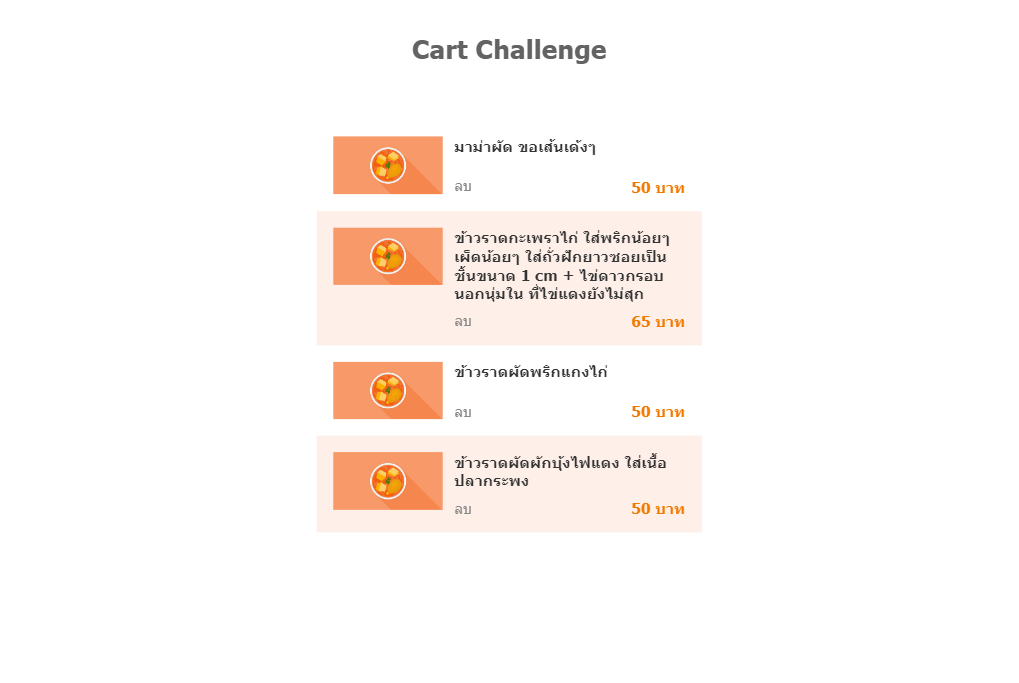 Cart Challenge
มาม่าผัด ขอเส้นเด้งๆ
ลบ
50 บาท
ข้าวราดกะเพราไก่ ใส่พริกน้อยๆ
เผ็ดน้อยๆ ใส่ถั่วฝักยาวซอยเป็น
ชิ้นขนาด 1 cm + ไข่ดาวกรอบ
นอกนุ่มใน ที่ไข่แดงยังไม่สุก
ลบ
65 บาท
ข้าวราดผัดพริกแกงไก่
ลบ
50 บาท
ข้าวราดผัดผักบุ้งไฟแดง ใส่เนื้อ
ปลากระพง
ลบ
50 บาท